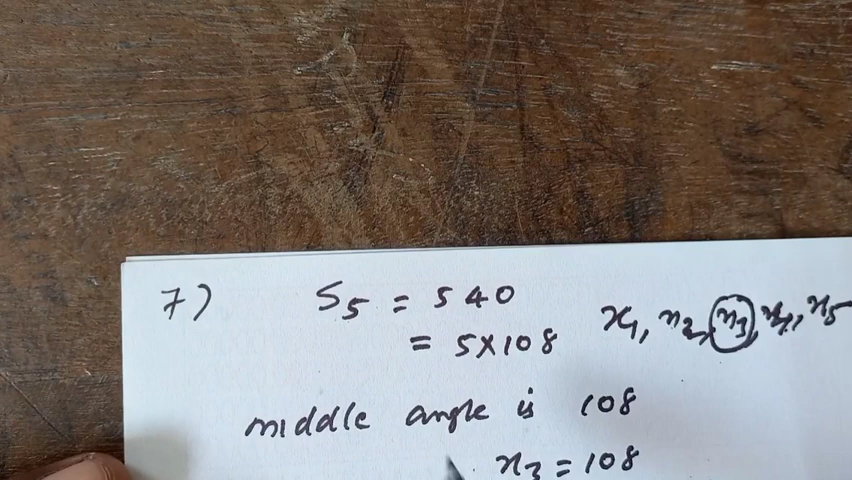 7) S5 = 540
= 5×108 x1, x2, x3, x4, x5
middle angle is 108
x3 = 108